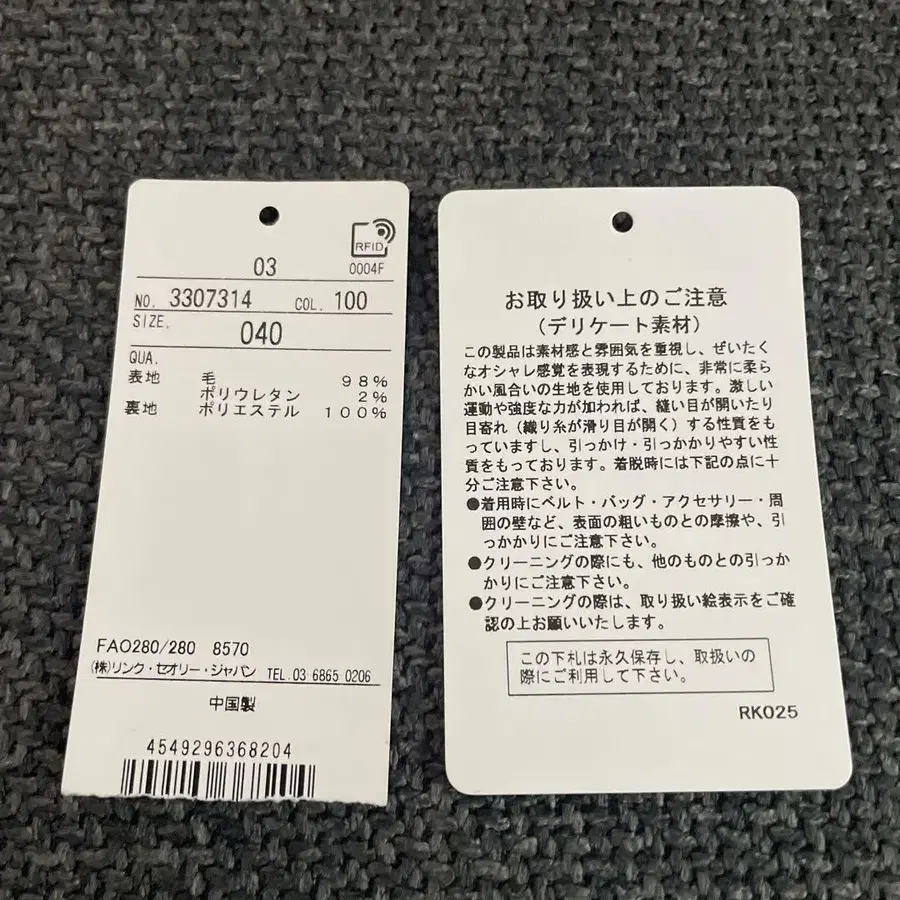 RFID
03
0004F
NO. 3307314 COL. 100
SIZE. 040
QUA.
表地 毛 98%
ポリウレタン 2%
裏地 ポリエステル 100%
FAO280/280 8570
(株)リンク・セオリー・ジャパン TEL.03 6865 0206
中国製
4549296368204
お取り扱い上のご注意
(デリケート素材)
この製品は素材感と雰囲気を重視し、ぜいたく
なオシャレ感覚を表現するために、非常に柔ら
かい風合いの生地を使用しております。激しい
運動や強度な力が加われば、縫い目が開いたり
目寄れ(織り糸が滑り目が開く)する性質をも
っていますし、引っかけ・引っかかりやすい性
質をもっております。着脱時には下記の点に十
分ご注意下さい。
●着用時にベルト・バッグ・アクセサリー・周
囲の壁など、表面の粗いものとの摩擦や、引
っかかりにご注意下さい。
●クリーニングの際にも、他のものとの引っか
かりにご注意下さい。
●クリーニングの際は、取り扱い絵表示をご確
認の上お願いいたします。
この下札は永久保存し、取扱いの
際にご利用して下さい。
RK025